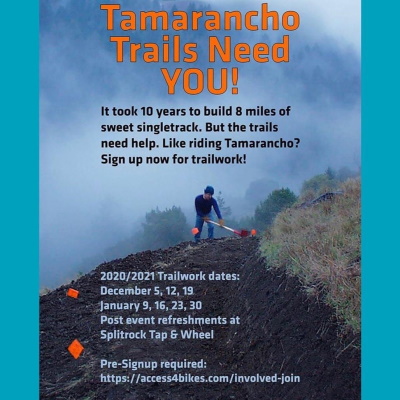 Tamarancho
Trails Need
YOU!
It took 10 years to build 8 miles of
sweet singletrack. But the trails
need help. Like riding Tamarancho?
Sign up now for trailwork!
2020/2021 Trailwork dates:
December 5, 12, 19
January 9, 16, 23, 30
Post event refreshments at
Splitrock Tap & Wheel
Pre-Signup required:
https://access4bikes.com/involved-join